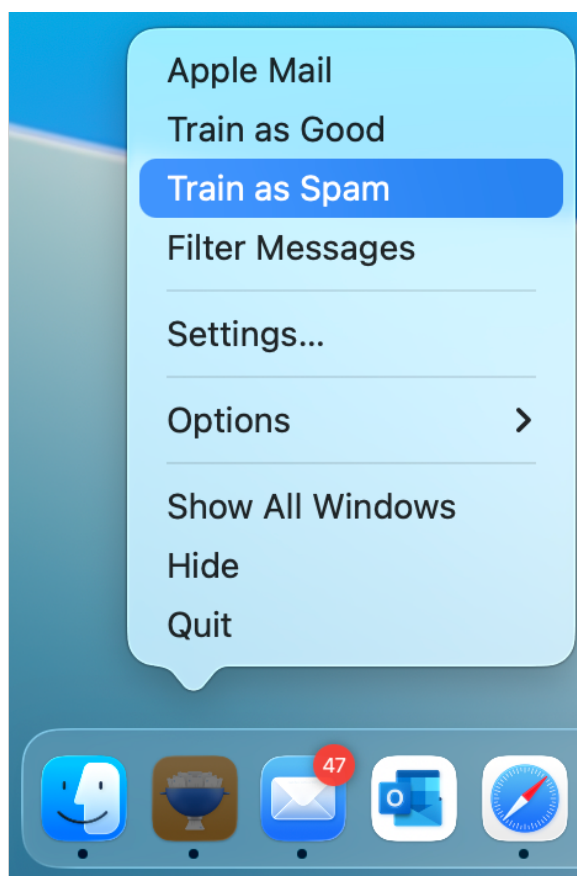 Apple Mail
Train as Good
Train as Spam
Filter Messages
Settings...
Options
Show All Windows
Hide
Quit
47
O